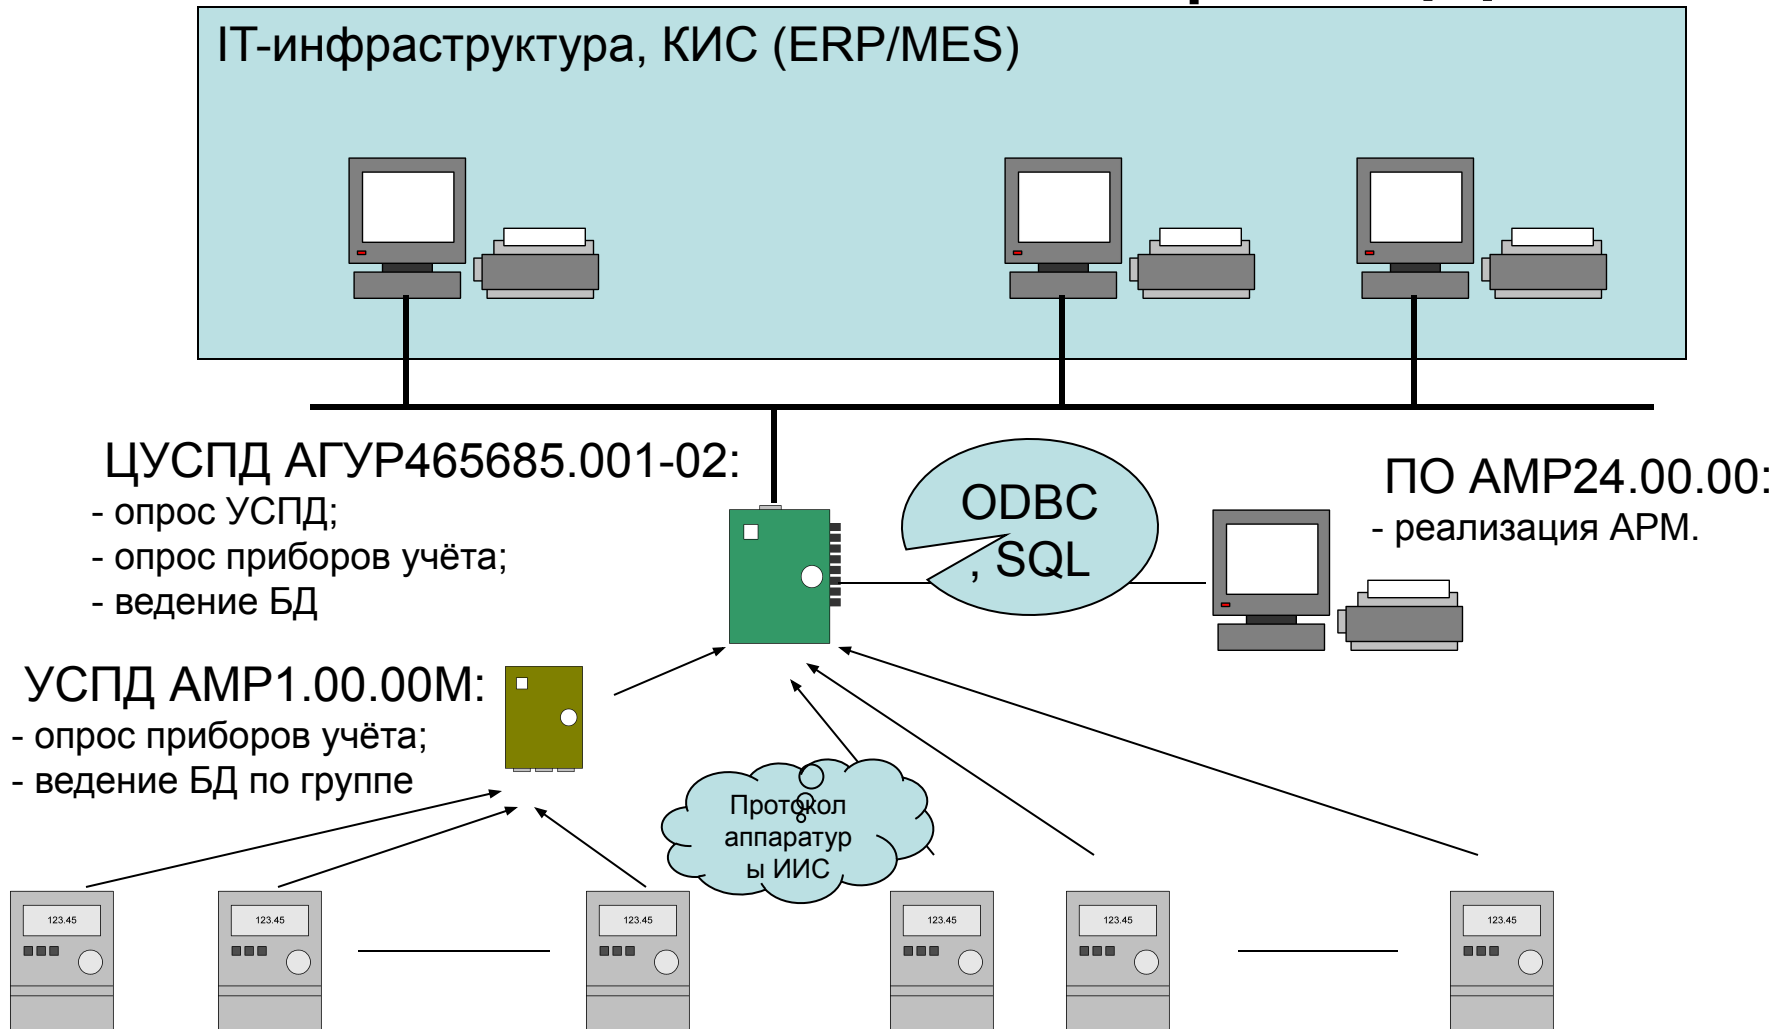 IT-инфраструктура, КИС (ERP/MES)
ЦУСПД АГУР465685.001-02:
- опрос УСПД;
- опрос приборов учёта;
- ведение БД
ODBC
, SQL
ПО АМР24.00.00:
- реализация АРМ.
УСПД АМР1.00.00М:
- опрос приборов учёта;
- ведение БД по группе
Протокол
аппаратур
ы ИИС
123.45
123.45
123.45
123.45
123.45
123.45